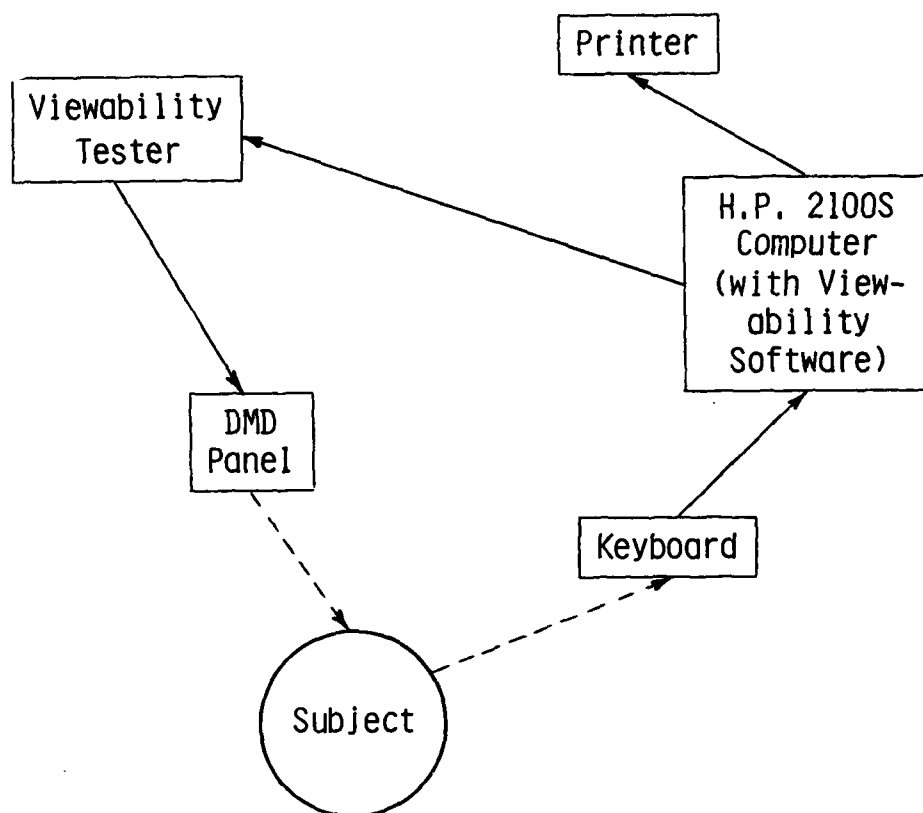 Printer
Viewability
Tester
H.P. 2100S
Computer
(with View-
ability
Software)
DMD
Panel
Keyboard
Subject